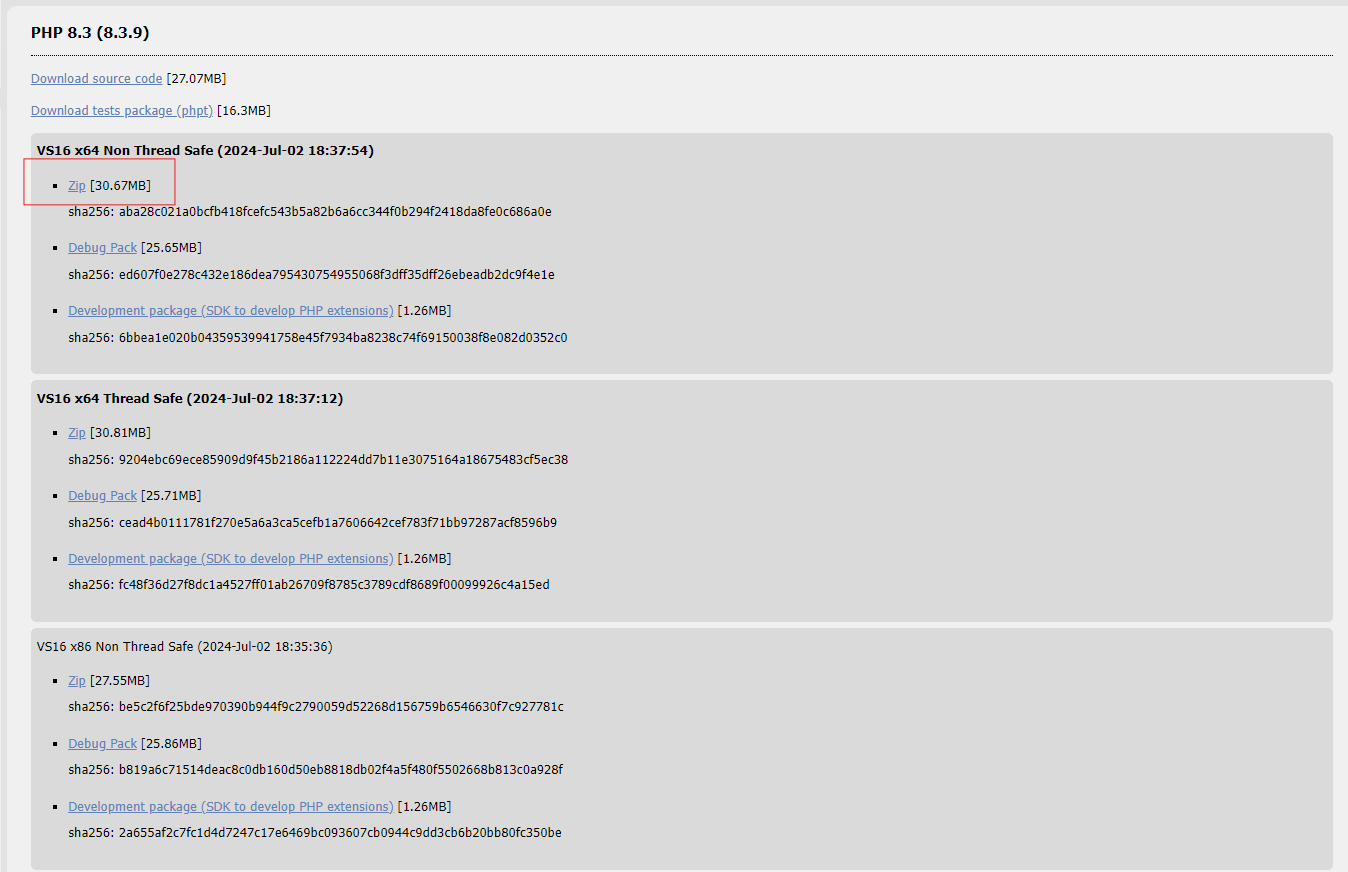 PHP 8.3 (8.3.9)
Download source code [27.07MB]
Download tests package (phpt) [16.3MB]
VS16 x64 Non Thread Safe (2024-Jul-02 18:37:54)
Zip [30.67MB]
sha256: aba28c021a0bcfb418fcefc543b5a82b6a6cc344f0b294f2418da8fe0c686a0e
Debug Pack [25.65MB]
sha256: ed607f0e278c432e186dea795430754955068f3dff35dff26ebeadb2dc9f4e1e
Development package (SDK to develop PHP extensions) [1.26MB]
sha256: 6bbea1e020b04359539941758e45f7934ba8238c74f69150038f8e082d0352c0
VS16 x64 Thread Safe (2024-Jul-02 18:37:12)
Zip [30.81MB]
sha256: 9204ebc69ece85909d9f45b2186a112224dd7b11e3075164a18675483cf5ec38
Debug Pack [25.71MB]
sha256: cead4b0111781f270e5a6a3ca5cefb1a7606642cef783f71bb97287acf8596b9
Development package (SDK to develop PHP extensions) [1.26MB]
sha256: fc48f36d27f8dc1a4527ff01ab26709f8785c3789cdf8689f00099926c4a15ed
VS16 x86 Non Thread Safe (2024-Jul-02 18:35:36)
Zip [27.55MB]
sha256: be5c2f6f25bde970390b944f9c2790059d52268d156759b6546630f7c927781c
Debug Pack [25.86MB]
sha256: b819a6c71514deac8c0db160d50eb8818db02f4a5f480f5502668b813c0a928f
Development package (SDK to develop PHP extensions) [1.26MB]
sha256: 2a655af2c7fc1d4d7247c17e6469bc093607cb0944c9dd3cb6b20bb80fc350be